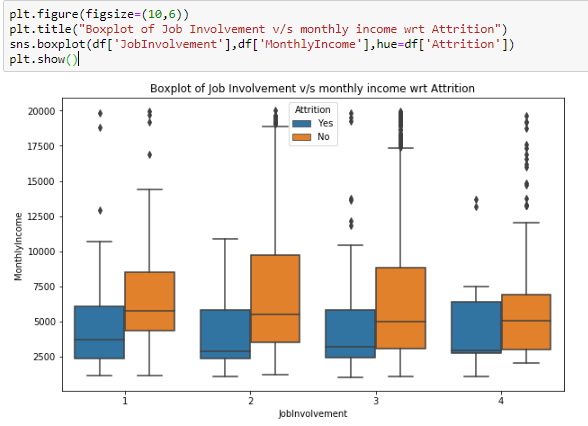 plt.figure(figsize=(10,6))
plt.title("Boxplot of Job Involvement v/s monthly income wrt Attrition")
sns.boxplot(df['JobInvolvement'],df['MonthlyIncome'],hue=df['Attrition'])
plt.show()
Boxplot of Job Involvement v/s monthly income wrt Attrition
Attrition
Yes
No
20000
17500
15000
12500
10000
7500
5000
2500
MonthlyIncome
1 2 3 4
JobInvolvement